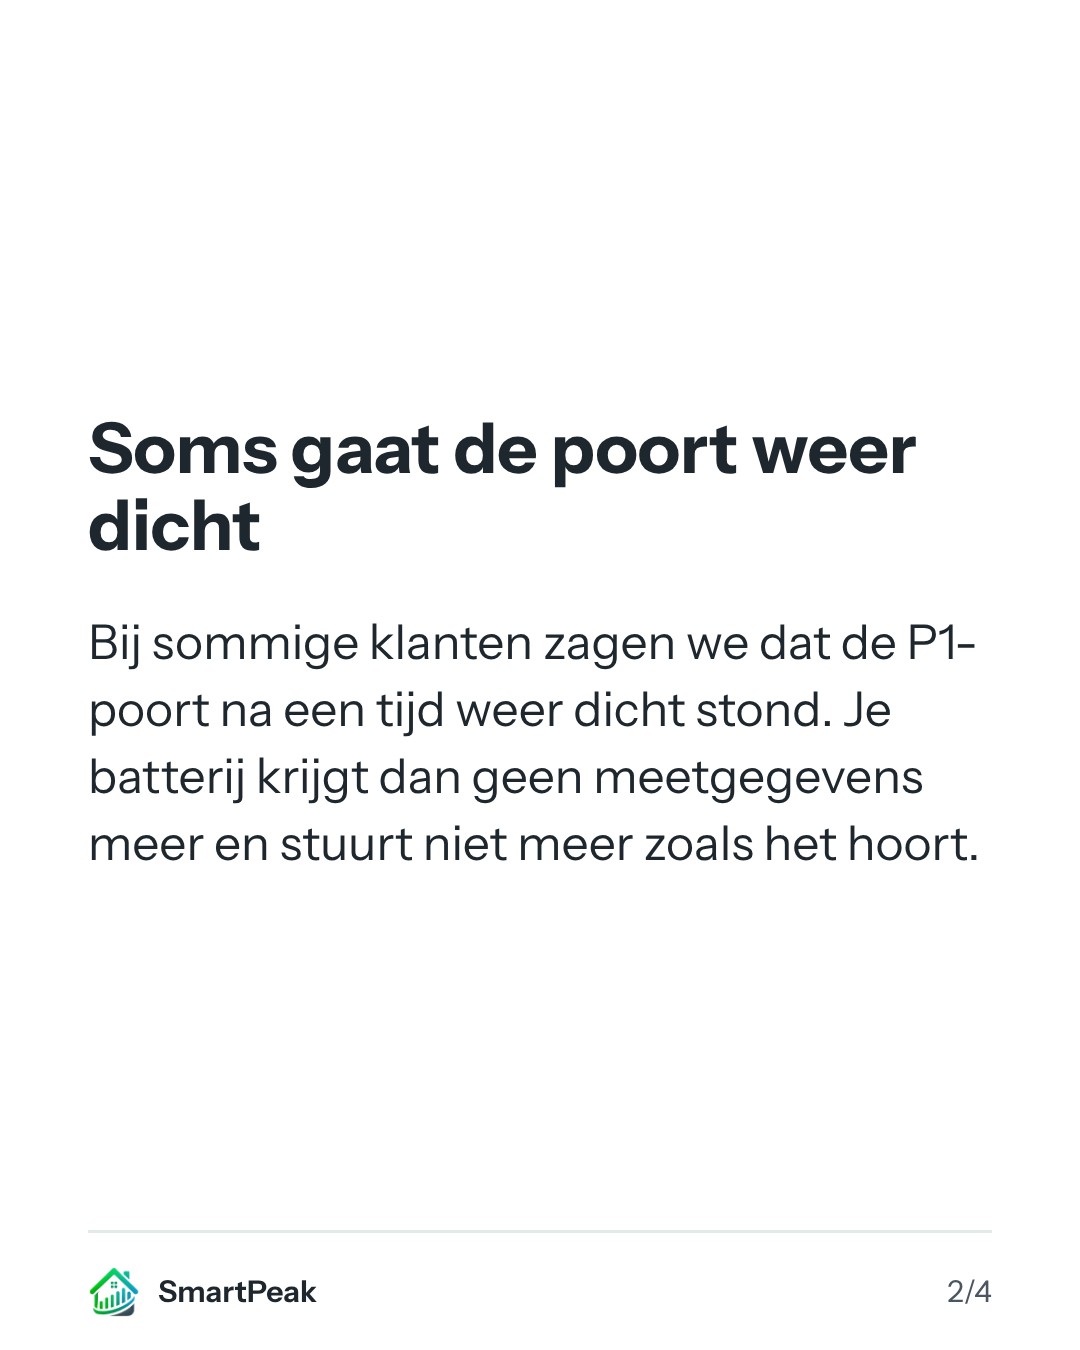 Soms gaat de poort weer
dicht
Bij sommige klanten zagen we dat de P1-
poort na een tijd weer dicht stond. Je
batterij krijgt dan geen meetgegevens
meer en stuurt niet meer zoals het hoort.
SmartPeak
2/4